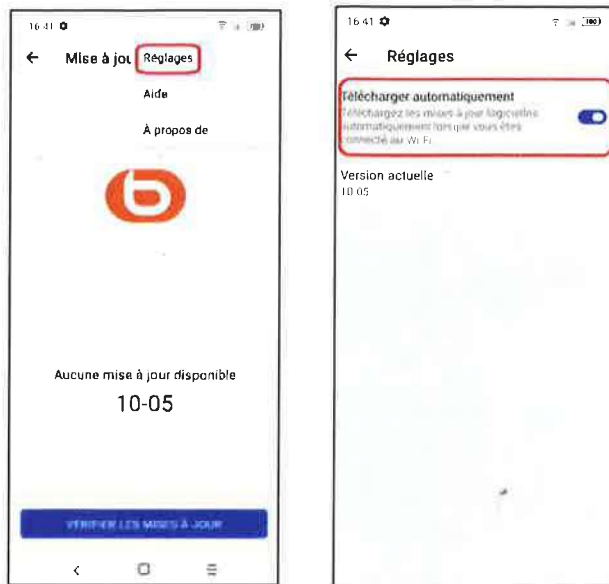 16:41
Mise à jou
Réglages
Aide
À propos de
Aucune mise à jour disponible
10-05
VÉRIFIER LES MISES À JOUR
16:41
Réglages
Télécharger automatiquement
Téléchargez les mises à jour logicielles
automatiquement lorsque vous êtes
connecté au Wi-Fi
Version actuelle
10-05